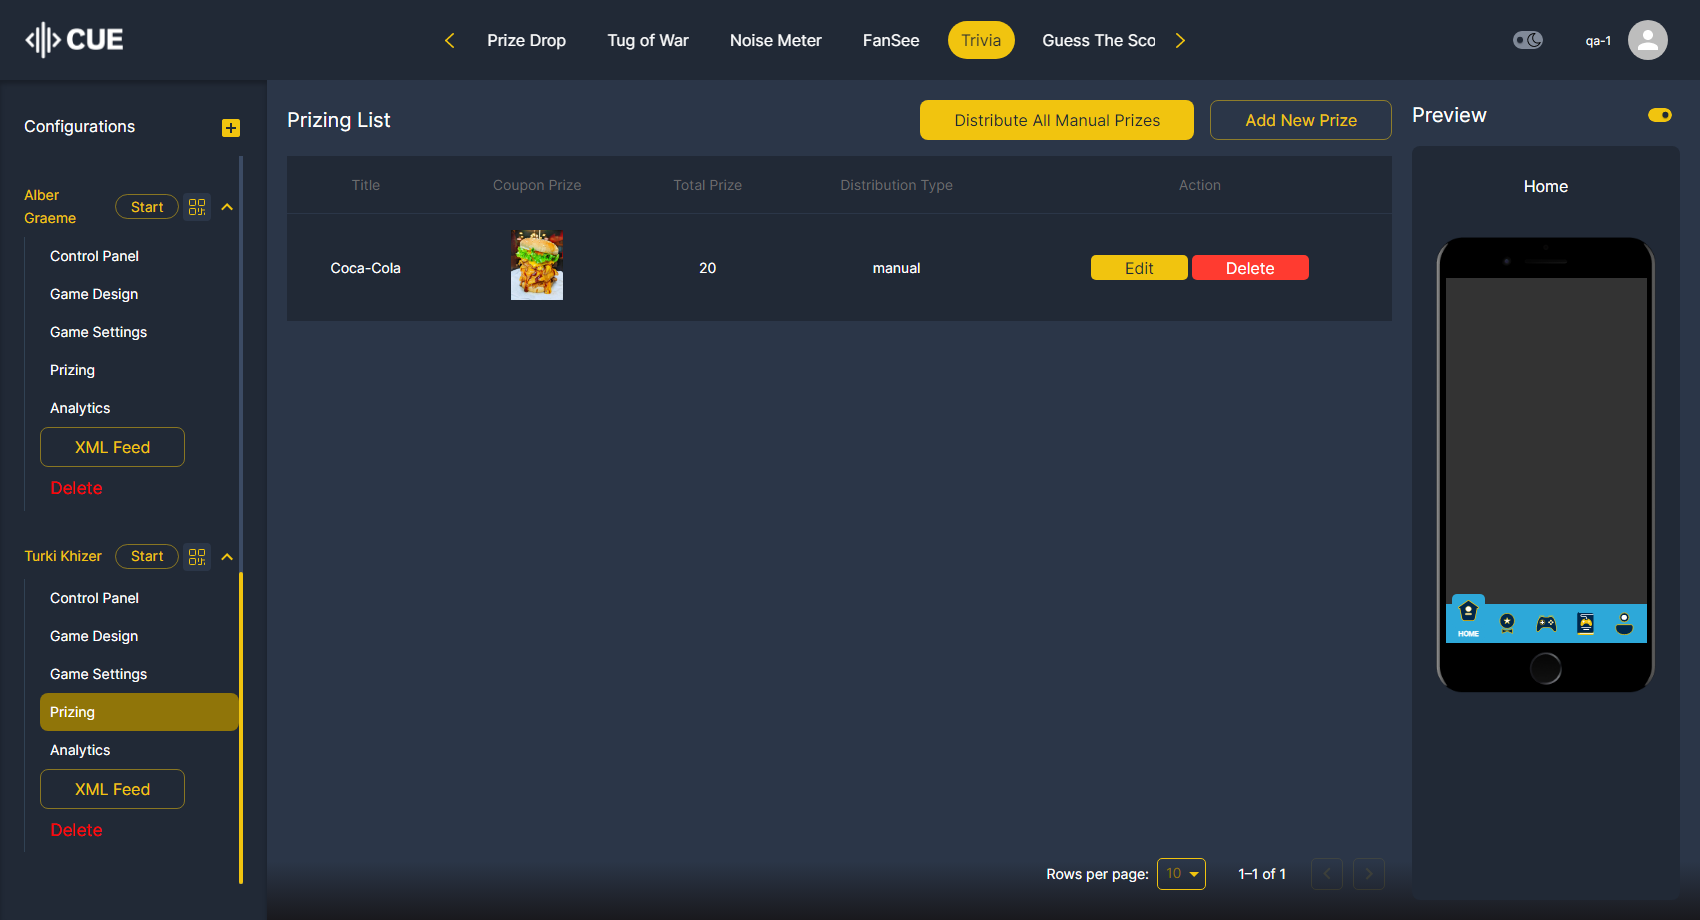 CUE
Prize Drop
Tug of War
Noise Meter
FanSee
Trivia
Guess The Sco
qa-1
Configurations
Alber
Graeme
Start
Control Panel
Game Design
Game Settings
Prizing
Analytics
XML Feed
Delete
Turki Khizer
Start
Control Panel
Game Design
Game Settings
Prizing
Analytics
XML Feed
Delete
Prizing List
Distribute All Manual Prizes
Add New Prize
Title
Coupon Prize
Total Prize
Distribution Type
Action
Coca-Cola
20
manual
Edit
Delete
Rows per page:
10
1–1 of 1
Preview
Home
HOME